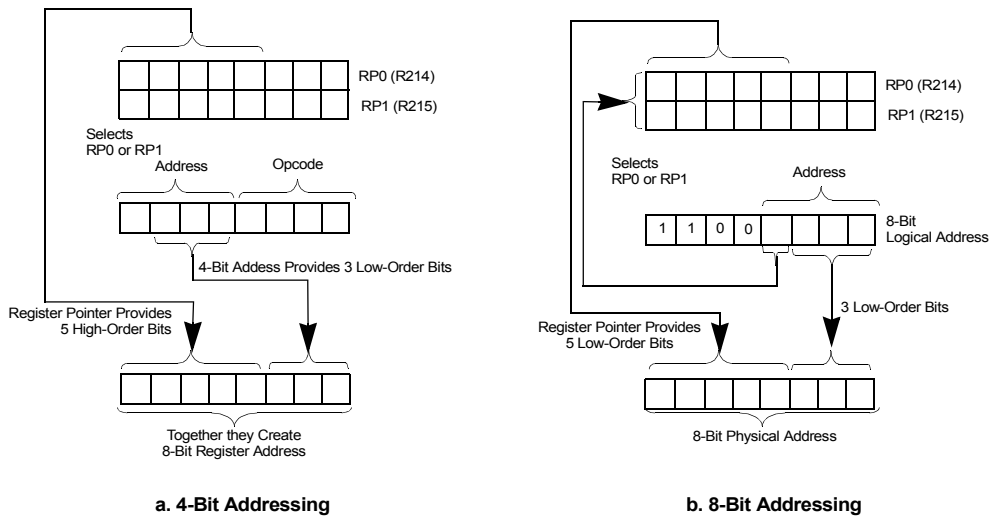 RP0 (R214)
RP1 (R215)
Selects
RP0 or RP1
Address
Opcode
4-Bit Addess Provides 3 Low-Order Bits
Register Pointer Provides
5 High-Order Bits
Together they Create
8-Bit Register Address
a. 4-Bit Addressing
RP0 (R214)
RP1 (R215)
Selects
RP0 or RP1
Address
1 1 0 0
8-Bit
Logical Address
3 Low-Order Bits
Register Pointer Provides
5 Low-Order Bits
8-Bit Physical Address
b. 8-Bit Addressing